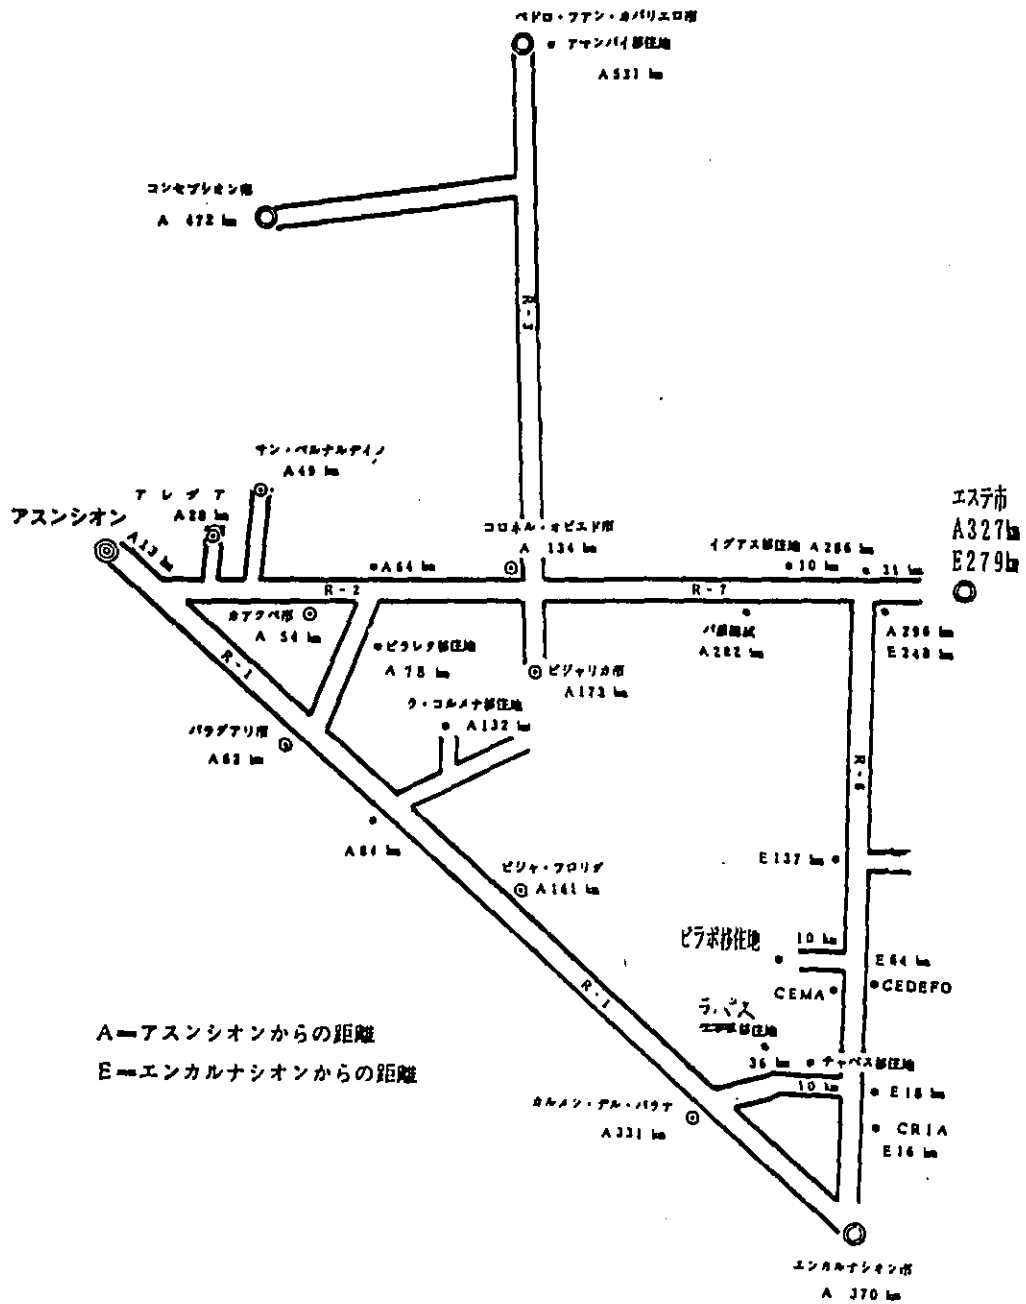 ペドロ・フアン・カバリエロ市
アマンバイ移住地
A 531 km
コンセプシオン市
A 472 km
R-3
サン・ベルナルディノ
A 49 km
アレグア
A 28 km
アスンシオン
A 13 km
コロネル・オビエド市
A 134 km
イグアス移住地 A 286 km
10 km
31 km
エステ市
A 327 km
E 279 km
A 64 km
R-2
R-7
カアクペ市
A 54 km
ピラレタ移住地
A 78 km
ビジャリカ市
A 173 km
A 282 km
A 296 km
E 248 km
R-1
ラ・コルメナ移住地
A 132 km
パラグアリ市
A 63 km
R-6
A 84 km
E 137 km
ビジャ・フロリダ
A 161 km
ピラポ移住地
10 km
E 64 km
CEMA
CEDEFO
R-1
ラパス
移住地
A=アスンシオンからの距離
E=エンカルナシオンからの距離
36 km
チャベス移住地
10 km
E 18 km
カルメン・デル・パラナ
A 331 km
CRIA
E 16 km
エンカルナシオン市
A 370 km